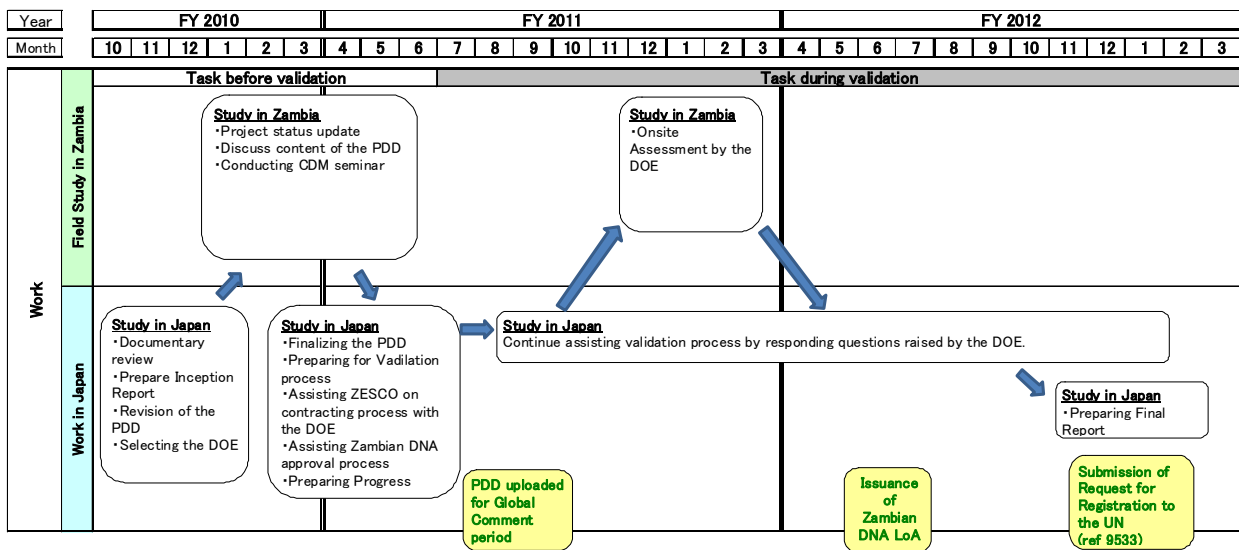 Year FY 2010 FY 2011 FY 2012
Month 10 11 12 1 2 3 4 5 6 7 8 9 10 11 12 1 2 3 4 5 6 7 8 9 10 11 12 1 2 3
Task before validation Task during validation
Work
Field Study in Zambia
Study in Zambia
・Project status update
・Discuss content of the PDD
・Conducting CDM seminar
Study in Zambia
・Onsite
Assessment by the
DOE
Work in Japan
Study in Japan
・Documentary
review
・Prepare Inception
Report
・Revision of the
PDD
・Selecting the DOE
Study in Japan
・Finalizing the PDD
・Preparing for Vadilation
process
・Assisting ZESCO on
contracting process with
the DOE
・Assisting Zambian DNA
approval process
・Preparing Progress
Study in Japan
Continue assisting validation process by responding questions raised by the DOE.
Study in Japan
・Preparing Final
Report
PDD uploaded
for Global
Comment
period
Issuance
of
Zambian
DNA LoA
Submission of
Request for
Registration to
the UN
(ref 9533)